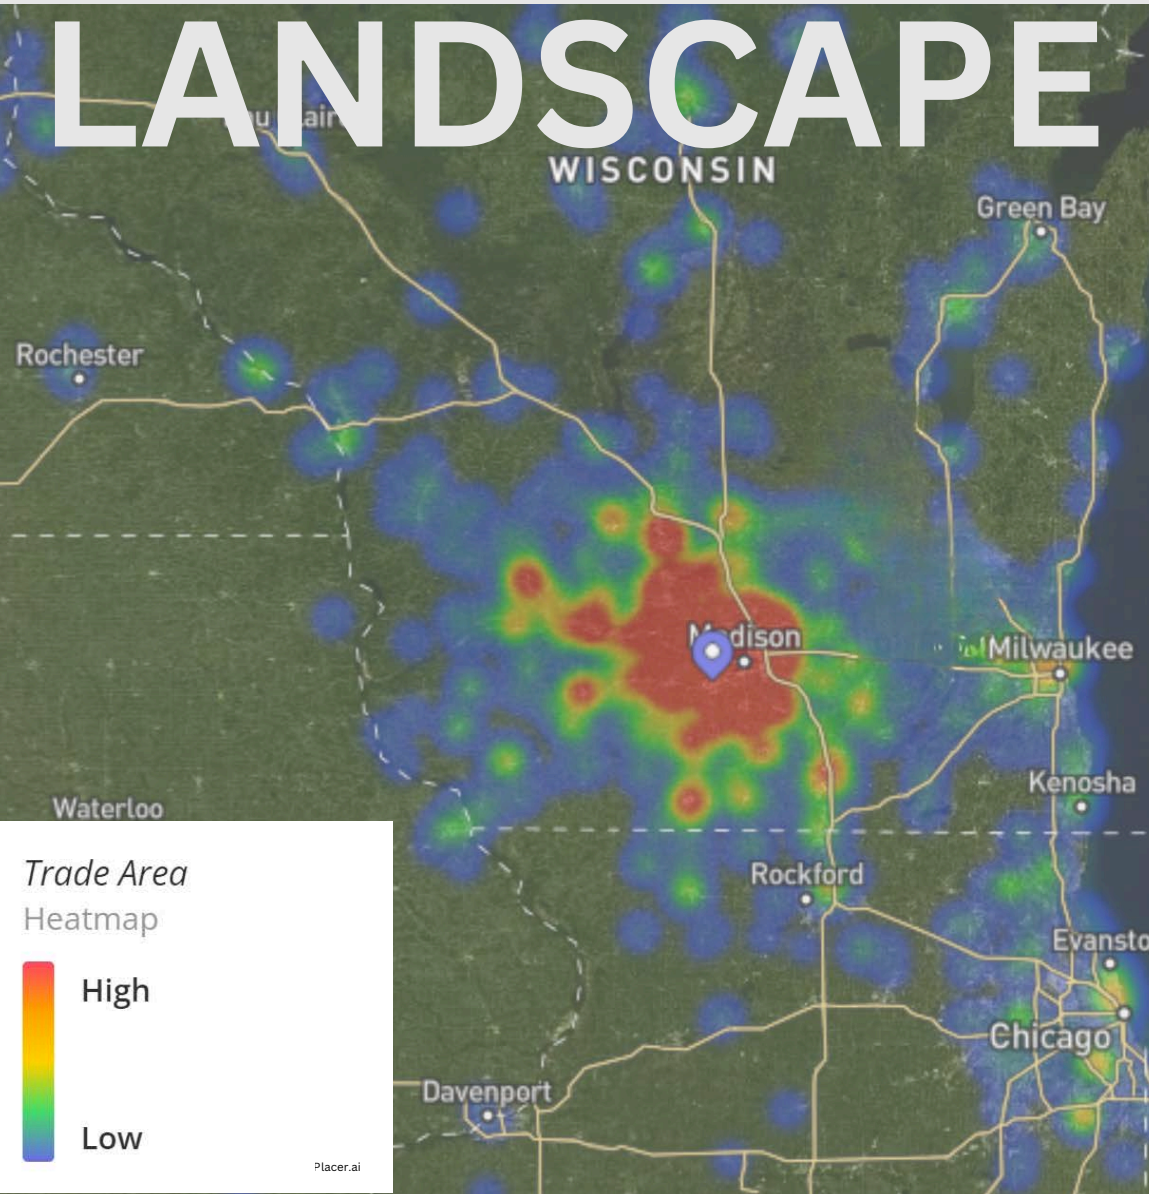 LANDSCAPE
WISCONSIN
Green Bay
Rochester
Madison
Milwaukee
Kenosha
Waterloo
Rockford
Evansto
Chicago
Davenport
Trade Area
Heatmap
High
Low
Placer.ai